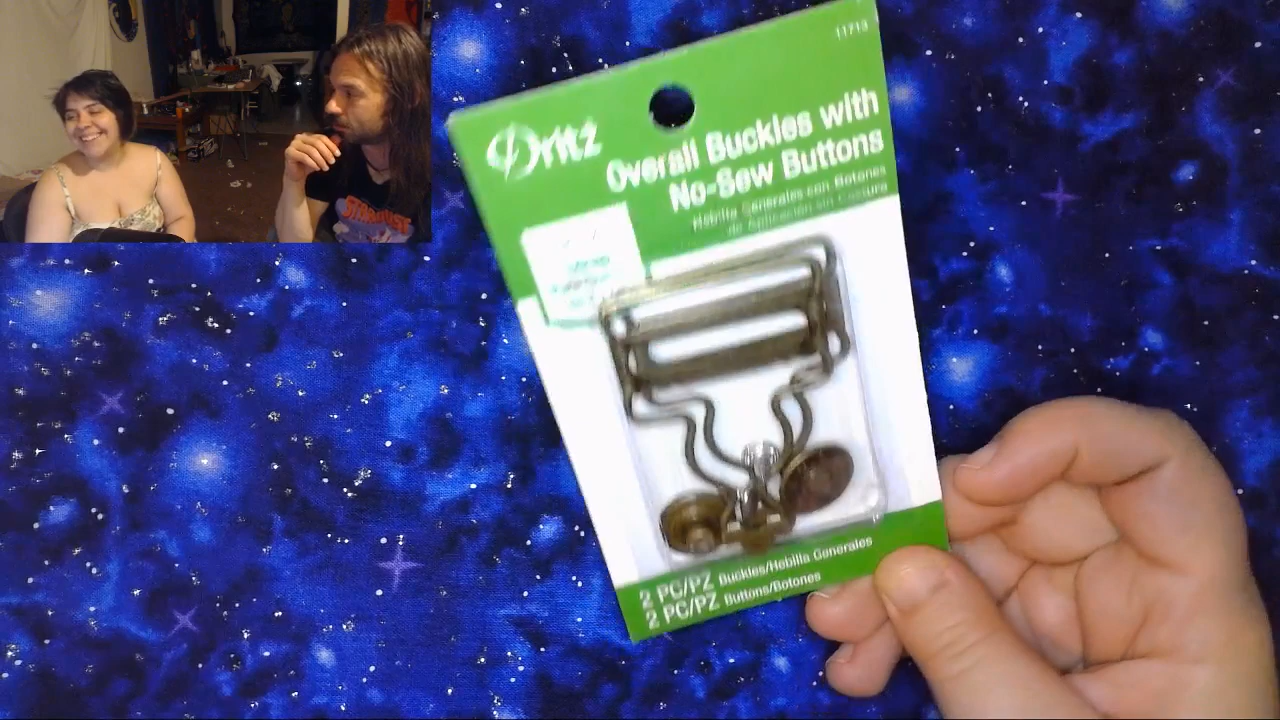 11713
Dritz
Overall Buckles with
No-Sew Buttons
Hebilla Generales con Botones
de Aplicación sin Costura
2 PC/PZ Buckles/Hebilla Generales
2 PC/PZ Buttons/Botones